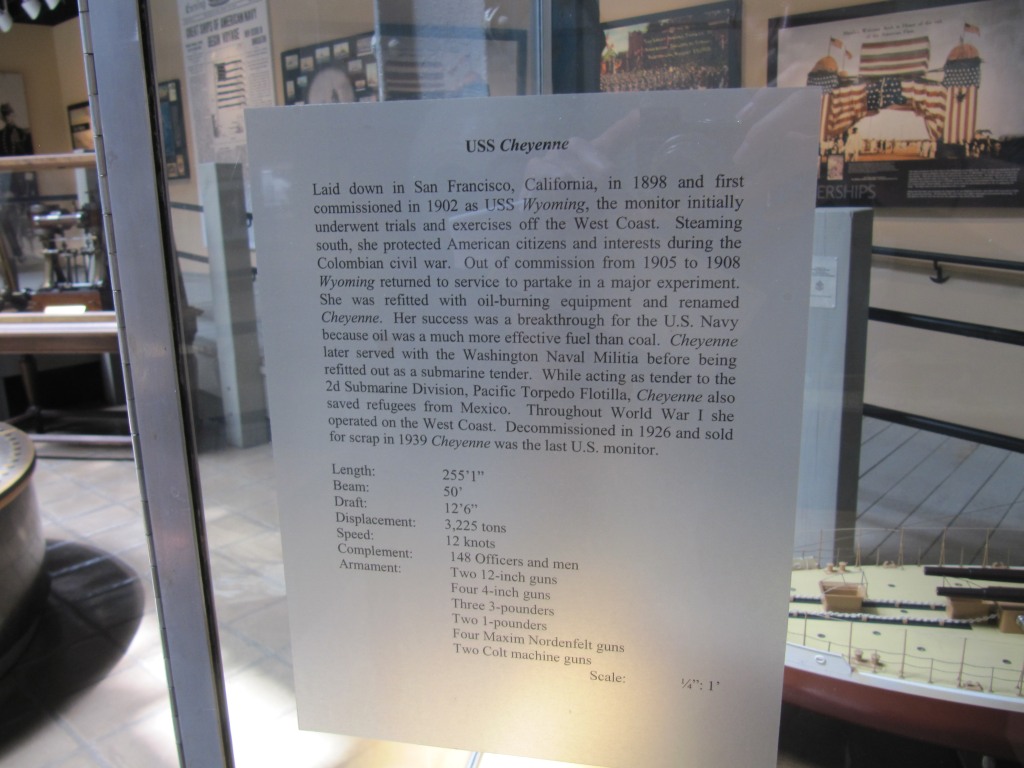 GREAT SHIPS OF AMERICAN NAVY
BEGIN VOYAGE
ERSHIPS
USS Cheyenne
Laid down in San Francisco, California, in 1898 and first
commissioned in 1902 as USS Wyoming, the monitor initially
underwent trials and exercises off the West Coast. Steaming
south, she protected American citizens and interests during the
Colombian civil war. Out of commission from 1905 to 1908
Wyoming returned to service to partake in a major experiment.
She was refitted with oil-burning equipment and renamed
Cheyenne. Her success was a breakthrough for the U.S. Navy
because oil was a much more effective fuel than coal. Cheyenne
later served with the Washington Naval Militia before being
refitted out as a submarine tender. While acting as tender to the
2d Submarine Division, Pacific Torpedo Flotilla, Cheyenne also
saved refugees from Mexico. Throughout World War I she
operated on the West Coast. Decommissioned in 1926 and sold
for scrap in 1939 Cheyenne was the last U.S. monitor.
Length: 255'1"
Beam: 50'
Draft: 12'6"
Displacement: 3,225 tons
Speed: 12 knots
Complement: 148 Officers and men
Armament: Two 12-inch guns
Four 4-inch guns
Three 3-pounders
Two 1-pounders
Four Maxim Nordenfelt guns
Two Colt machine guns
Scale: ¼": 1'